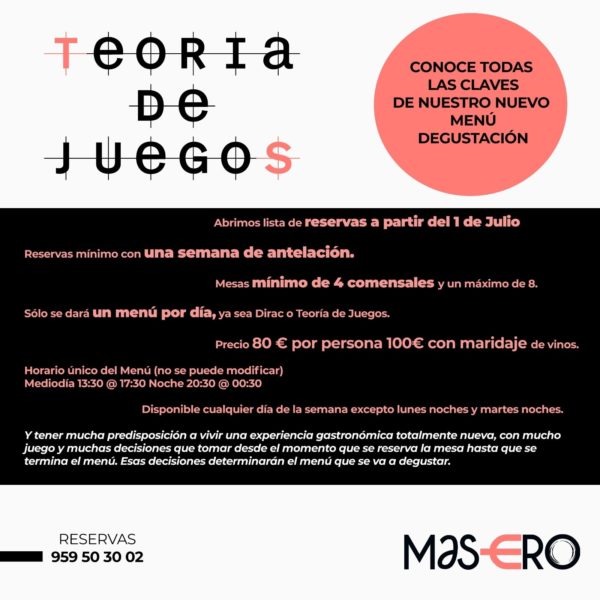 TEORIA
DE
JUEGOS
CONOCE TODAS
LAS CLAVES
DE NUESTRO NUEVO
MENÚ
DEGUSTACIÓN
Abrimos lista de reservas a partir del 1 de Julio
Reservas mínimo con una semana de antelación.
Mesas mínimo de 4 comensales y un máximo de 8.
Sólo se dará un menú por día, ya sea Dirac o Teoría de Juegos.
Precio 80 € por persona 100€ con maridaje de vinos.
Horario único del Menú (no se puede modificar)
Mediodía 13:30 @ 17:30 Noche 20:30 @ 00:30
Disponible cualquier día de la semana excepto lunes noches y martes noches.
Y tener mucha predisposición a vivir una experiencia gastronómica totalmente nueva, con mucho
juego y muchas decisiones que tomar desde el momento que se reserva la mesa hasta que se
termina el menú. Esas decisiones determinarán el menú que se va a degustar.
RESERVAS
959 50 30 02
MasERO